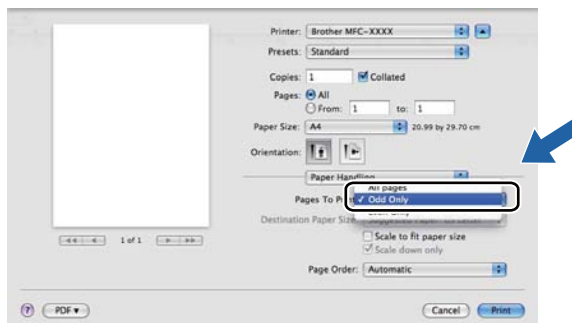 Printer: Brother MFC-XXXX
Presets: Standard
Copies: 1 Collated
Pages: All
From: 1 to: 1
Paper Size: A4 20.99 by 29.70 cm
Orientation:
Paper Handling
All pages
Pages To Print ✓ Odd Only
Destination Paper Size
1 of 1
Scale to fit paper size
Scale down only
Page Order: Automatic
? PDF ▾ Cancel Print